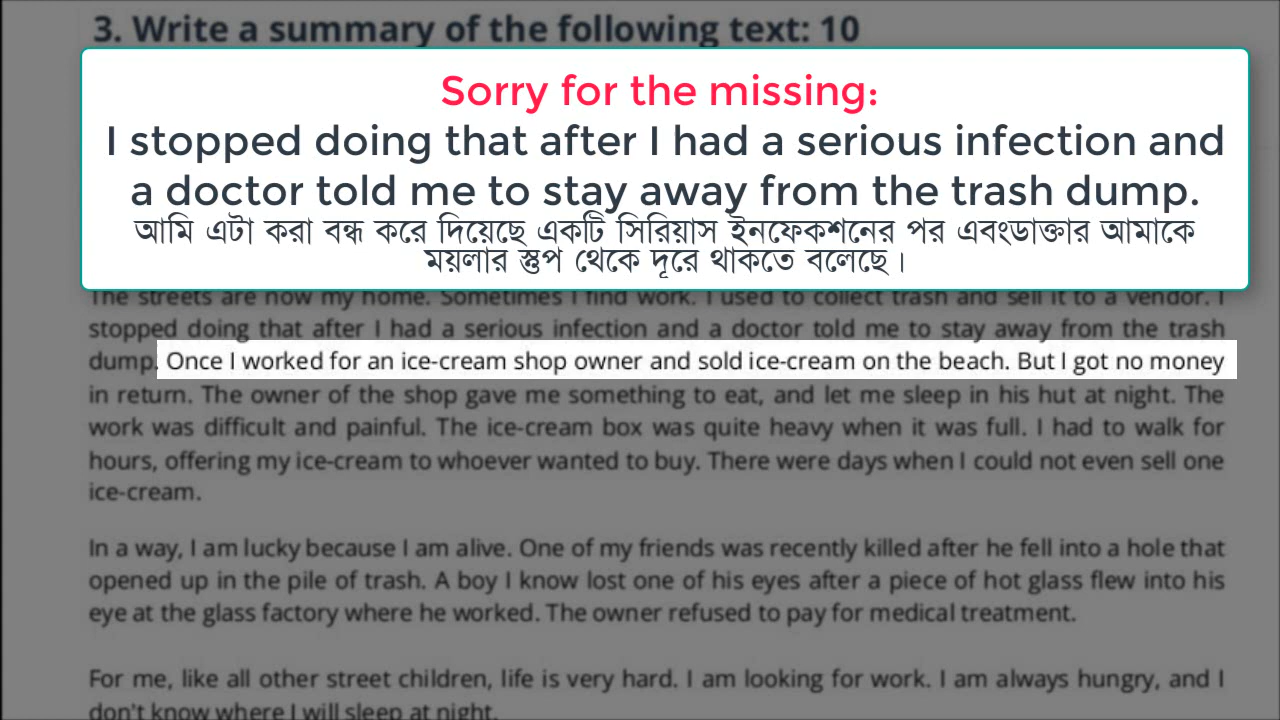 3. Write a summary of the following text: 10
Sorry for the missing:
I stopped doing that after I had a serious infection and
a doctor told me to stay away from the trash dump.
আমি এটা করা বন্ধ করে দিয়েছে একটি সিরিয়াস ইনফেকশনের পর এবংডাক্তার আমাকে
ময়লার স্তুপ থেকে দূরে থাকতে বলেছে।
The streets are now my home. Sometimes I find work. I used to collect trash and sell it to a vendor. I
stopped doing that after I had a serious infection and a doctor told me to stay away from the trash
dump. Once I worked for an ice-cream shop owner and sold ice-cream on the beach. But I got no money
in return. The owner of the shop gave me something to eat, and let me sleep in his hut at night. The
work was difficult and painful. The ice-cream box was quite heavy when it was full. I had to walk for
hours, offering my ice-cream to whoever wanted to buy. There were days when I could not even sell one
ice-cream.
In a way, I am lucky because I am alive. One of my friends was recently killed after he fell into a hole that
opened up in the pile of trash. A boy I know lost one of his eyes after a piece of hot glass flew into his
eye at the glass factory where he worked. The owner refused to pay for medical treatment.
For me, like all other street children, life is very hard. I am looking for work. I am always hungry, and I
don't know where I will sleep at night.